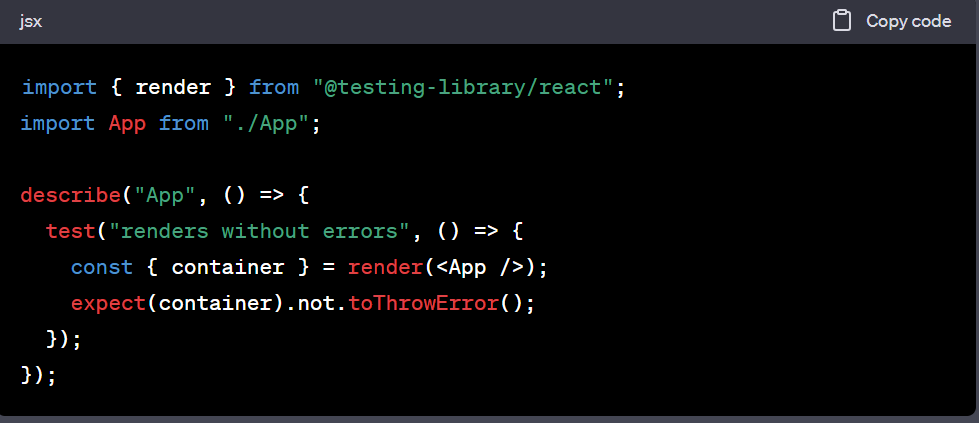 jsx
Copy code
import { render } from "@testing-library/react";
import App from "./App";
describe("App", () => {
  test("renders without errors", () => {
    const { container } = render(<App />);
    expect(container).not.toThrowError();
  });
});